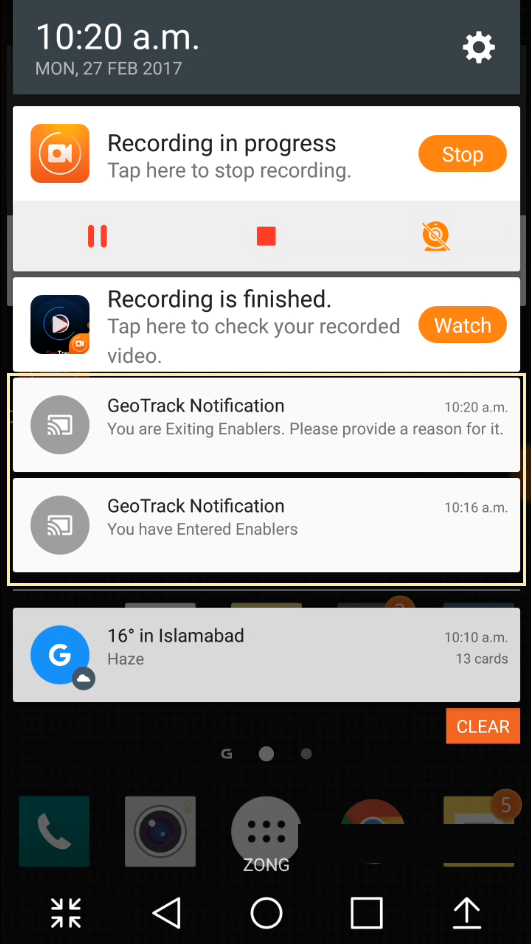 10:20 a.m.
MON, 27 FEB 2017
Recording in progress
Tap here to stop recording.
Stop
Recording is finished.
Tap here to check your recorded
video.
Watch
GeoTrack Notification
10:20 a.m.
You are Exiting Enablers. Please provide a reason for it.
GeoTrack Notification
10:16 a.m.
You have Entered Enablers
G
16° in Islamabad
10:10 a.m.
Haze
13 cards
CLEAR
G
5
ZONG